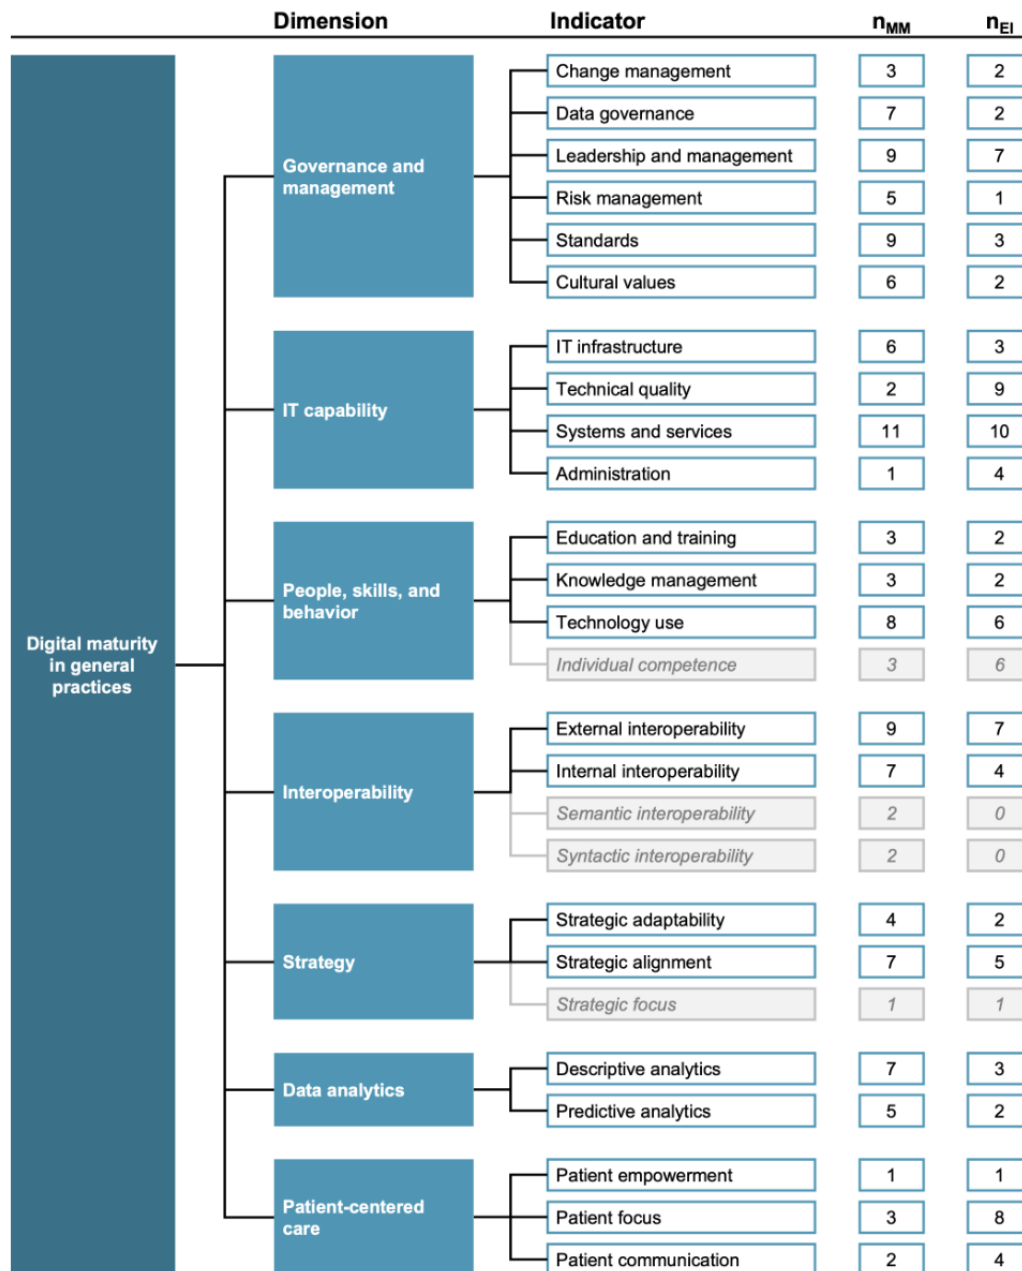 Dimension Indicator nMM nEI
Digital maturity
in general
practices
Governance and
management
Change management 3 2
Data governance 7 2
Leadership and management 9 7
Risk management 5 1
Standards 9 3
Cultural values 6 2
IT capability
IT infrastructure 6 3
Technical quality 2 9
Systems and services 11 10
Administration 1 4
People, skills, and
behavior
Education and training 3 2
Knowledge management 3 2
Technology use 8 6
Individual competence 3 6
Interoperability
External interoperability 9 7
Internal interoperability 7 4
Semantic interoperability 2 0
Syntactic interoperability 2 0
Strategy
Strategic adaptability 4 2
Strategic alignment 7 5
Strategic focus 1 1
Data analytics
Descriptive analytics 7 3
Predictive analytics 5 2
Patient-centered
care
Patient empowerment 1 1
Patient focus 3 8
Patient communication 2 4